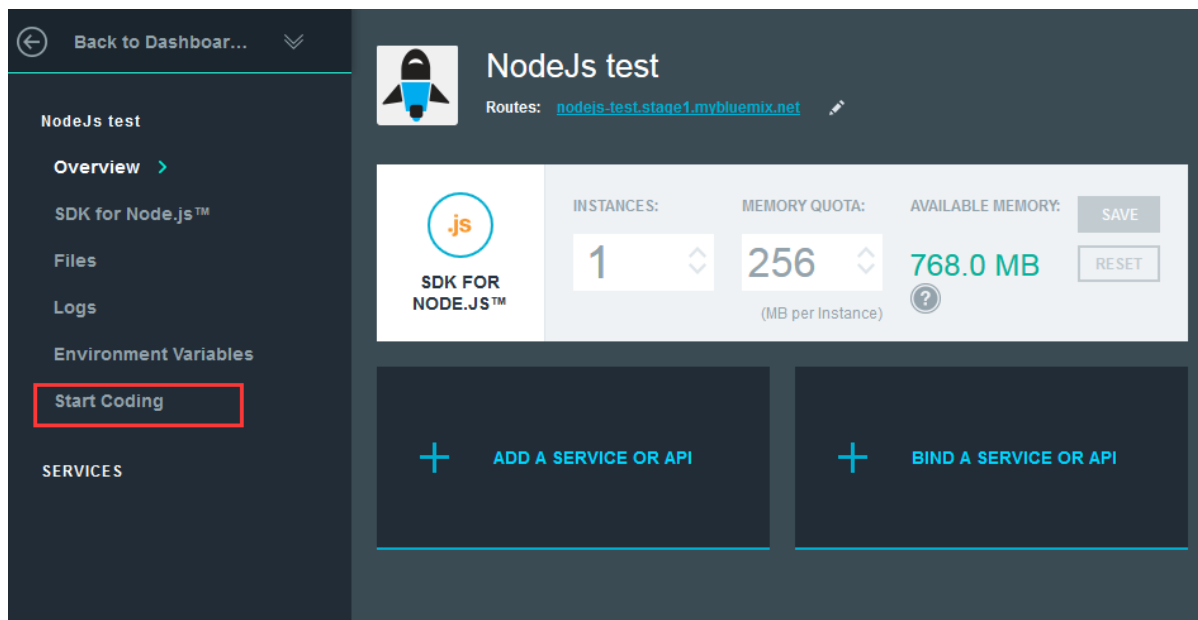 Back to Dashboar...
NodeJs test
Overview
SDK for Node.js™
Files
Logs
Environment Variables
Start Coding
SERVICES
NodeJs test
Routes: nodejs-test.stage1.mybluemix.net
.js
SDK FOR
NODE.JS™
INSTANCES:
1
MEMORY QUOTA:
256
(MB per Instance)
AVAILABLE MEMORY:
768.0 MB
?
SAVE
RESET
ADD A SERVICE OR API
BIND A SERVICE OR API